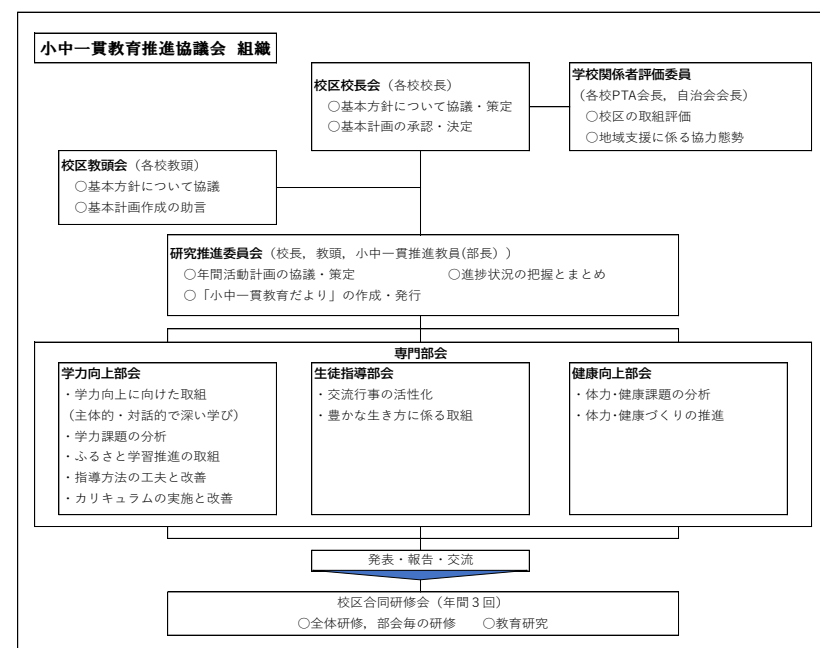 小中一貫教育推進協議会 組織
校区校長会（各校校長）
○基本方針について協議・策定
○基本計画の承認・決定
学校関係者評価委員
（各校PTA会長，自治会会長）
○校区の取組評価
○地域支援に係る協力態勢
校区教頭会（各校教頭）
○基本方針について協議
○基本計画作成の助言
研究推進委員会（校長，教頭，小中一貫推進教員(部長)）
○年間活動計画の協議・策定　○進捗状況の把握とまとめ
○「小中一貫教育だより」の作成・発行
専門部会
学力向上部会
・学力向上に向けた取組
（主体的・対話的で深い学び）
・学力課題の分析
・ふるさと学習推進の取組
・指導方法の工夫と改善
・カリキュラムの実施と改善
生徒指導部会
・交流行事の活性化
・豊かな生き方に係る取組
健康向上部会
・体力･健康課題の分析
・体力･健康づくりの推進
発表・報告・交流
校区合同研修会（年間３回）
○全体研修，部会毎の研修　○教育研究